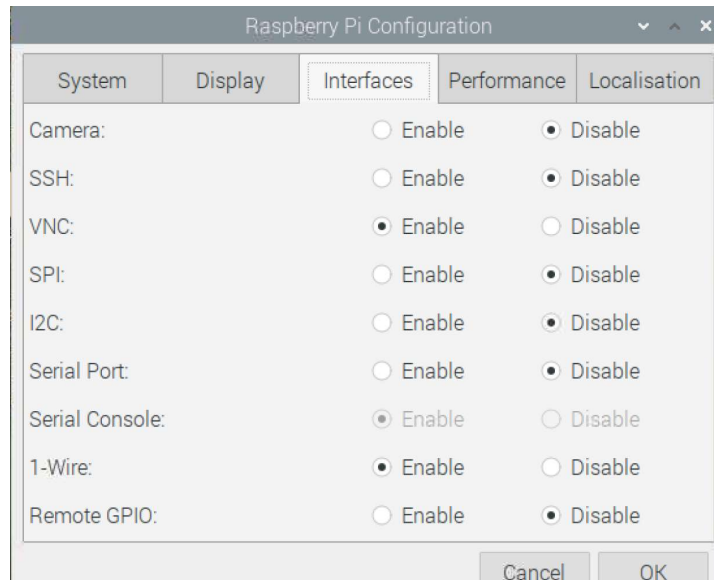 Raspberry Pi Configuration
System Display Interfaces Performance Localisation
Camera: Enable Disable
SSH: Enable Disable
VNC: Enable Disable
SPI: Enable Disable
I2C: Enable Disable
Serial Port: Enable Disable
Serial Console: Enable Disable
1-Wire: Enable Disable
Remote GPIO: Enable Disable
Cancel OK